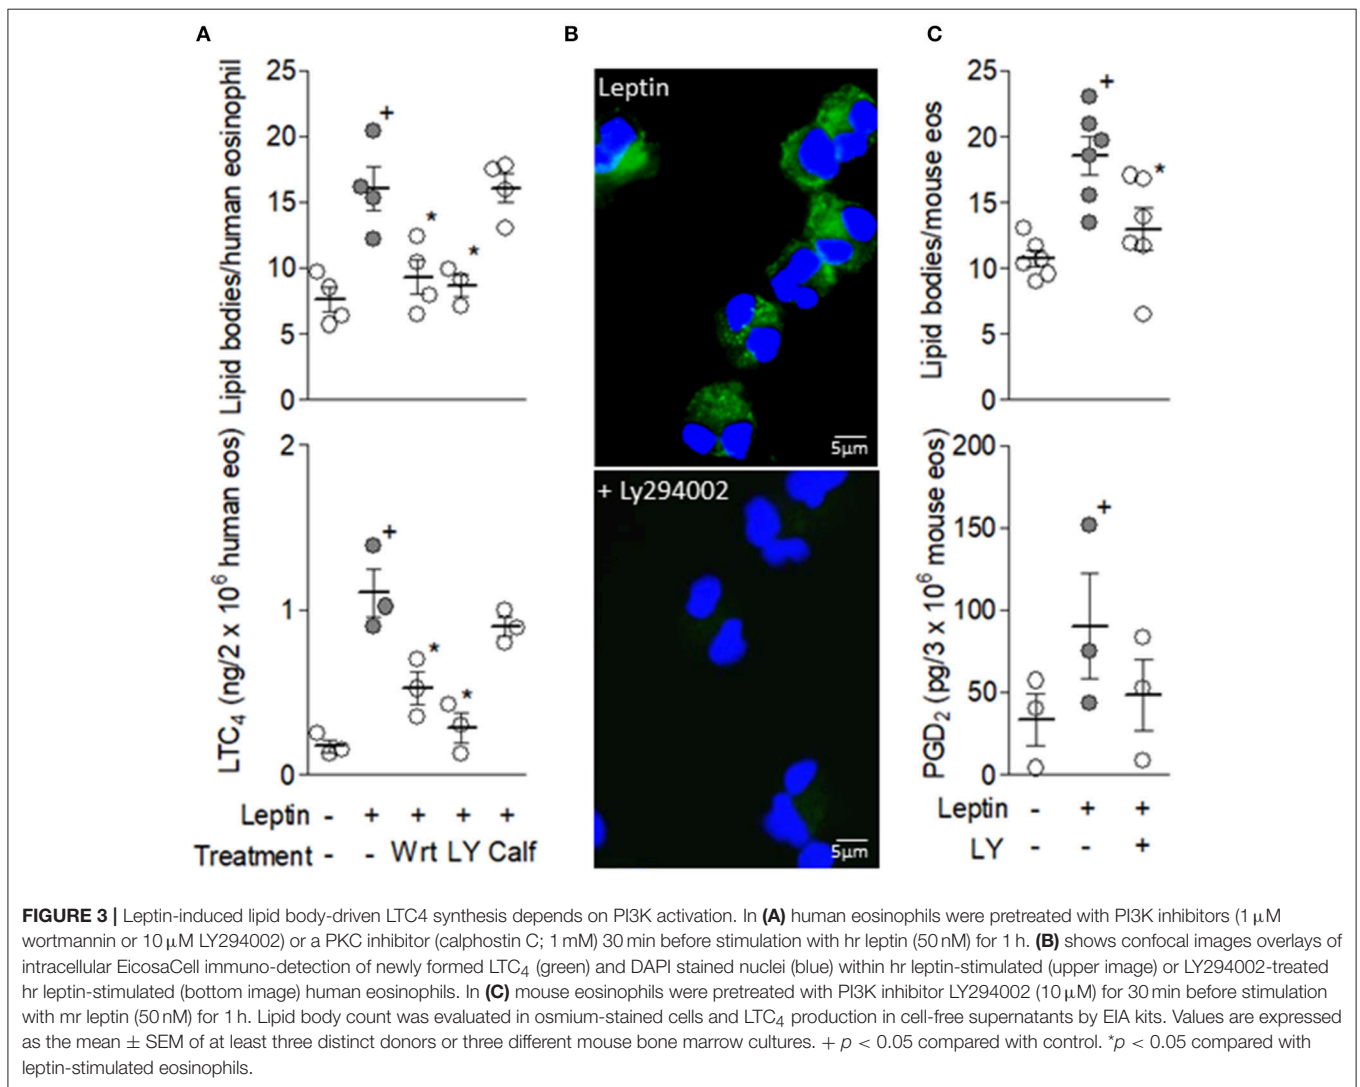 A
B
C
Lipid bodies/human eosinophil
25
20
15
10
5
0
+
*
*
Leptin
5µm
Lipid bodies/mouse eos
25
20
15
10
5
0
+
*
LTC4 (ng/2 x 10^6 human eos)
2
1
0
+
*
*
Leptin - + + + +
Treatment - - Wrt LY Calf
+ Ly294002
5µm
PGD2 (pg/3 x 10^6 mouse eos)
200
150
100
50
0
+
Leptin - + +
LY - - +
FIGURE 3 | Leptin-induced lipid body-driven LTC4 synthesis depends on PI3K activation. In (A) human eosinophils were pretreated with PI3K inhibitors (1 µM
wortmannin or 10 µM LY294002) or a PKC inhibitor (calphostin C; 1 mM) 30 min before stimulation with hr leptin (50 nM) for 1 h. (B) shows confocal images overlays of
intracellular EicosaCell immuno-detection of newly formed LTC4 (green) and DAPI stained nuclei (blue) within hr leptin-stimulated (upper image) or LY294002-treated
hr leptin-stimulated (bottom image) human eosinophils. In (C) mouse eosinophils were pretreated with PI3K inhibitor LY294002 (10 µM) for 30 min before stimulation
with mr leptin (50 nM) for 1 h. Lipid body count was evaluated in osmium-stained cells and LTC4 production in cell-free supernatants by EIA kits. Values are expressed
as the mean ± SEM of at least three distinct donors or three different mouse bone marrow cultures. + p < 0.05 compared with control. *p < 0.05 compared with
leptin-stimulated eosinophils.